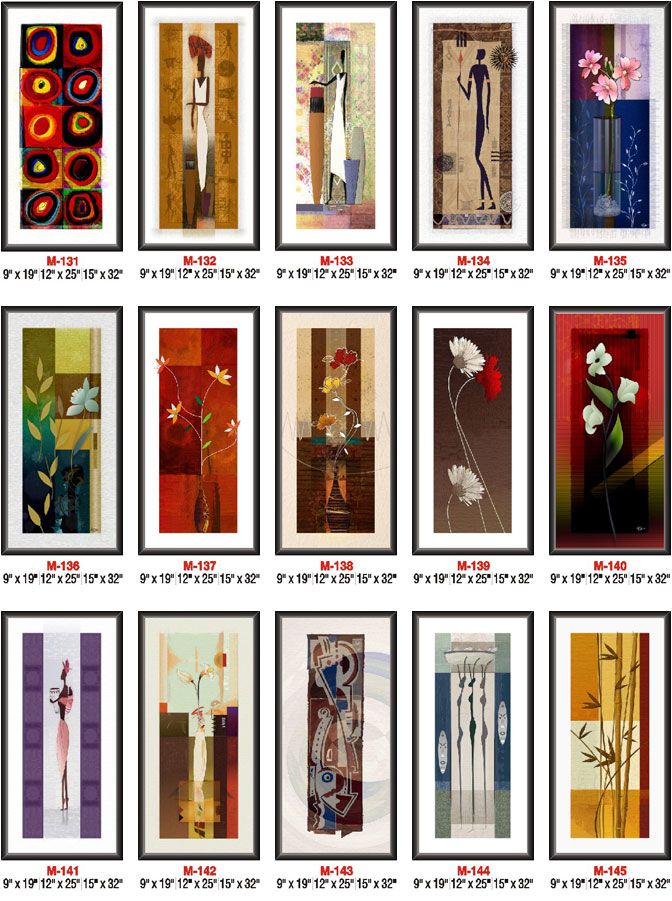 M-131
9" x 19" 12" x 25" 15" x 32"
M-132
9" x 19" 12" x 25" 15" x 32"
M-133
9" x 19" 12" x 25" 15" x 32"
M-134
9" x 19" 12" x 25" 15" x 32"
M-135
9" x 19" 12" x 25" 15" x 32"
M-136
9" x 19" 12" x 25" 15" x 32"
M-137
9" x 19" 12" x 25" 15" x 32"
M-138
9" x 19" 12" x 25" 15" x 32"
M-139
9" x 19" 12" x 25" 15" x 32"
M-140
9" x 19" 12" x 25" 15" x 32"
M-141
9" x 19" 12" x 25" 15" x 32"
M-142
9" x 19" 12" x 25" 15" x 32"
M-143
9" x 19" 12" x 25" 15" x 32"
M-144
9" x 19" 12" x 25" 15" x 32"
M-145
9" x 19" 12" x 25" 15" x 32"